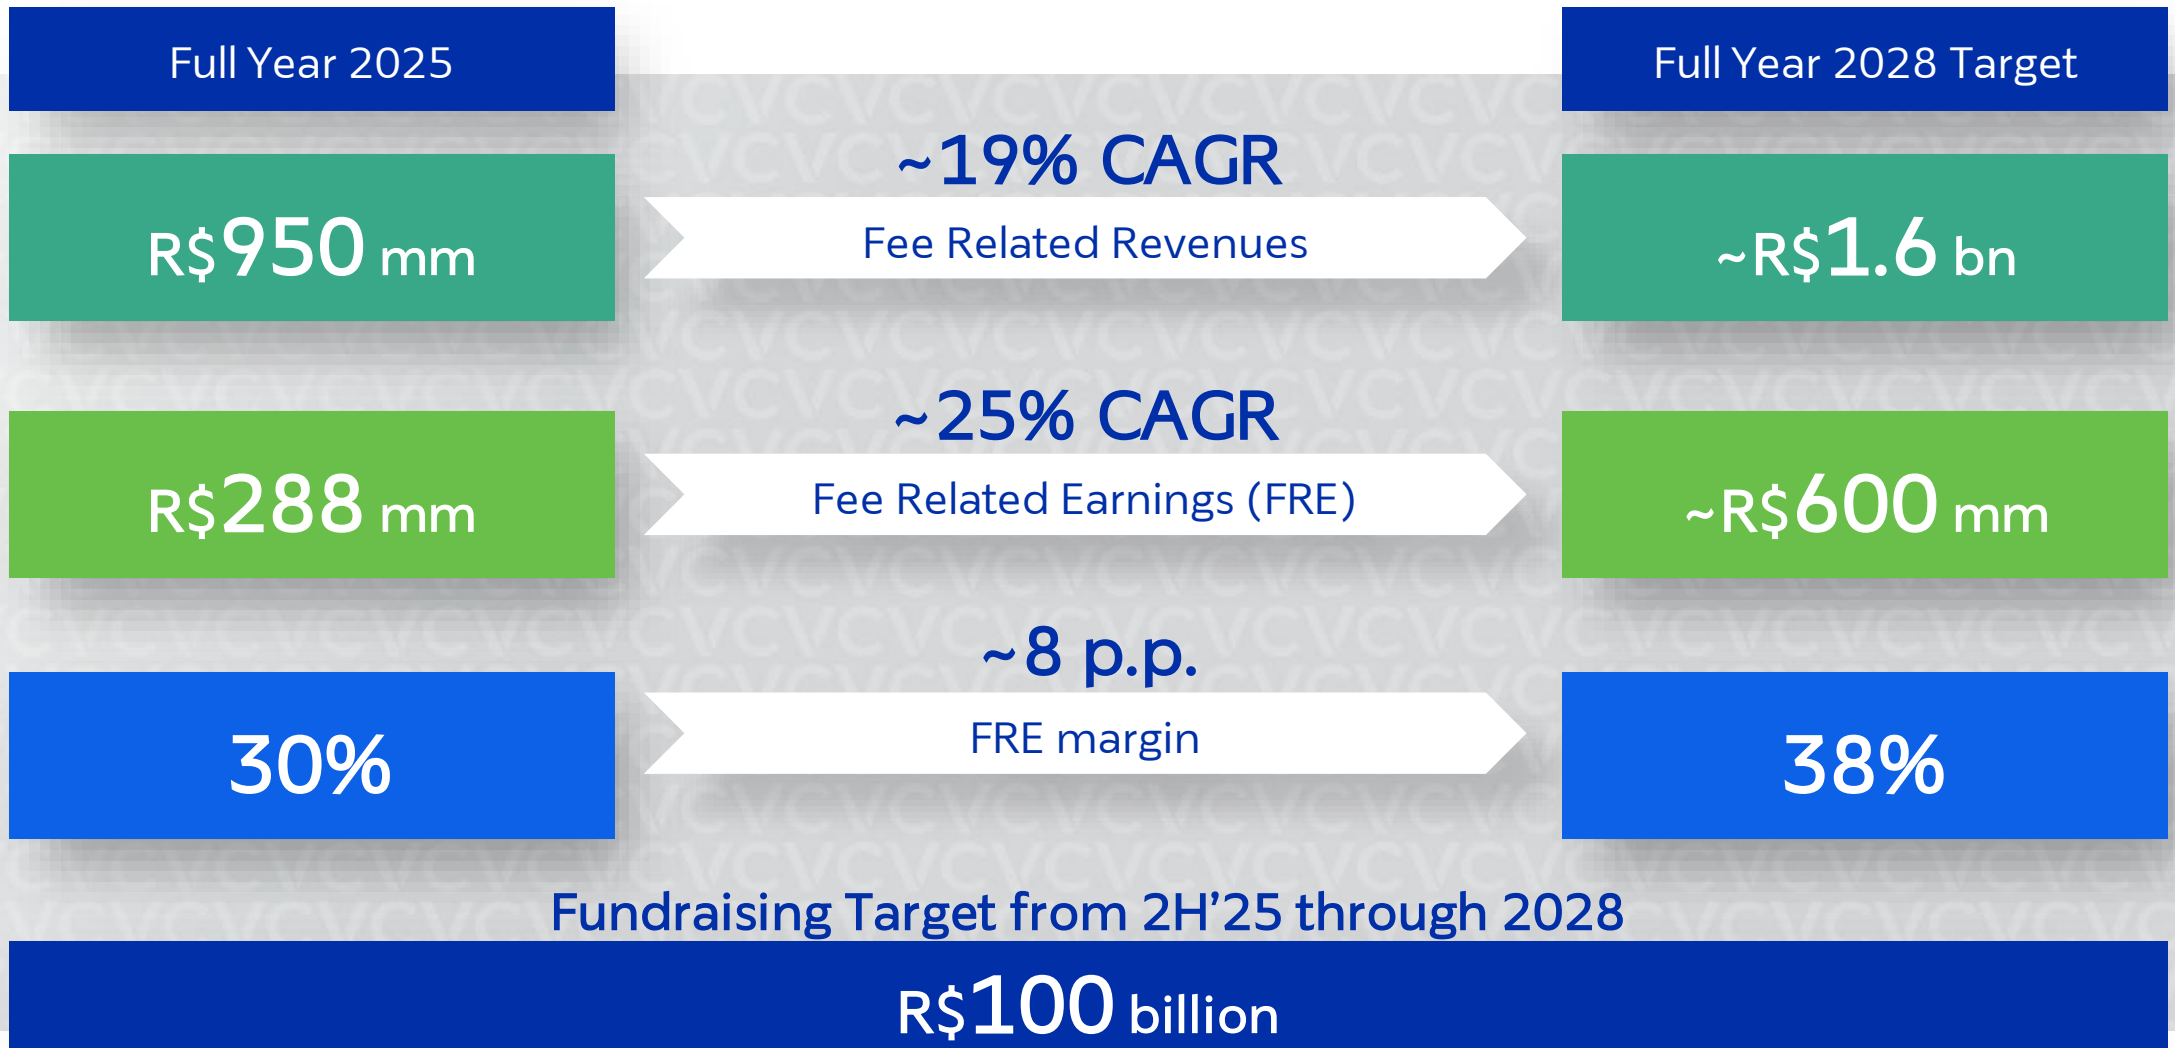 Full Year 2025
Full Year 2028 Target
~19% CAGR
R$950 mm
Fee Related Revenues
~R$1.6 bn
~25% CAGR
R$288 mm
Fee Related Earnings (FRE)
~R$600 mm
~8 p.p.
30%
FRE margin
38%
Fundraising Target from 2H’25 through 2028
R$100 billion